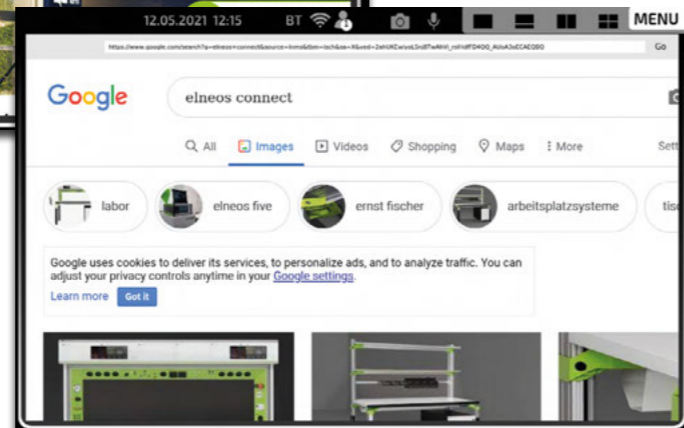 12.05.2021 12:15 BT MENU
Go
Google elneos connect
All Images Videos Shopping Maps More Sett
labor elneos five ernst fischer arbeitsplatzsysteme tisc
Google uses cookies to deliver its services, to personalize ads, and to analyze traffic. You can
adjust your privacy controls anytime in your Google settings.
Learn more Got it